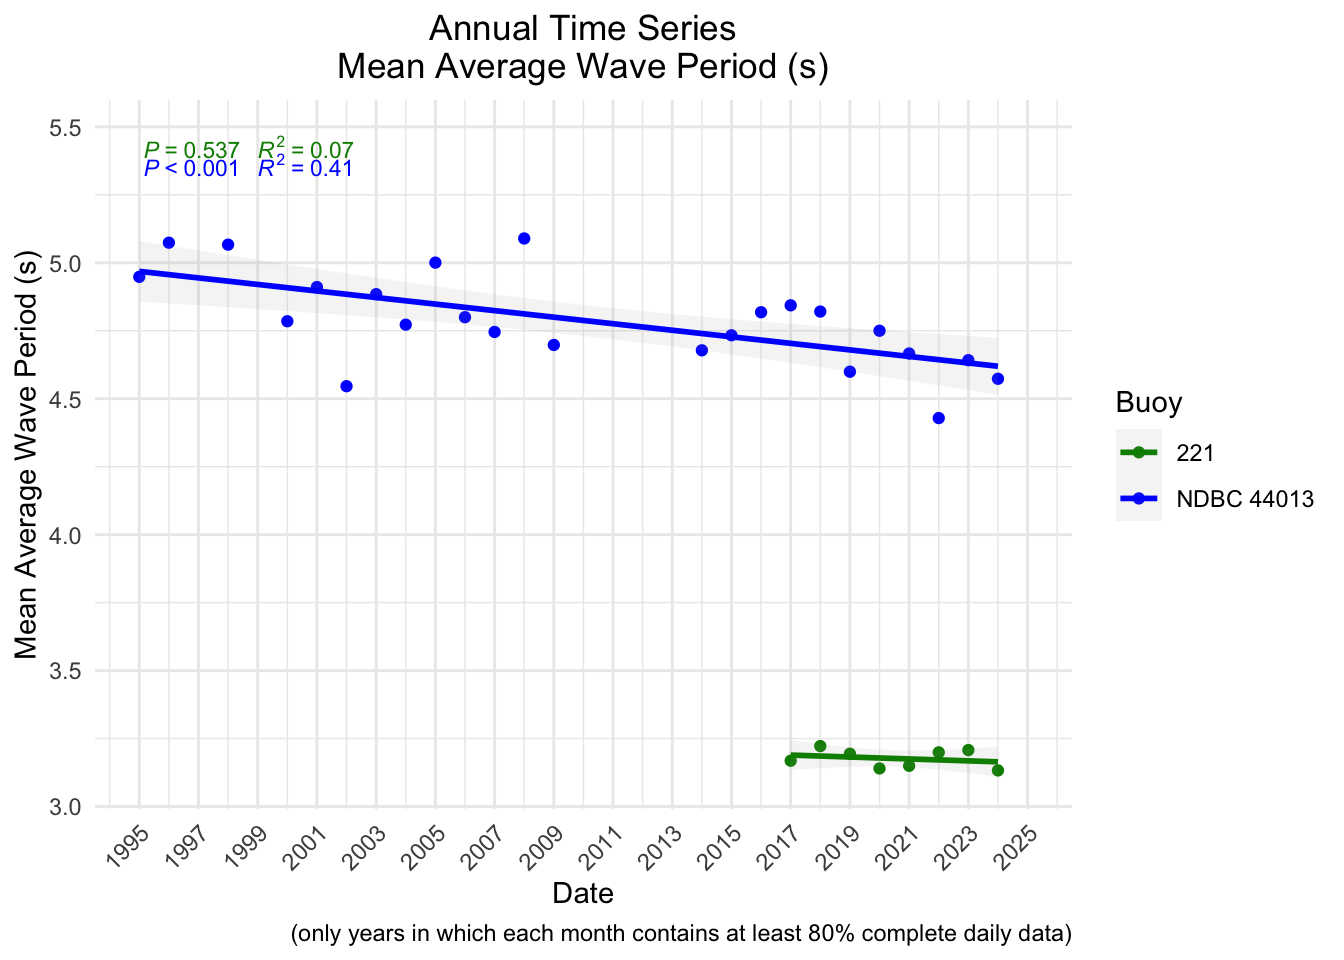 Annual Time Series
Mean Average Wave Period (s)
P = 0.537 R² = 0.07
P < 0.001 R² = 0.41
Mean Average Wave Period (s)
5.5
5.0
4.5
4.0
3.5
3.0
1995 1997 1999 2001 2003 2005 2007 2009 2011 2013 2015 2017 2019 2021 2023 2025
Date
(only years in which each month contains at least 80% complete daily data)
Buoy
221
NDBC 44013